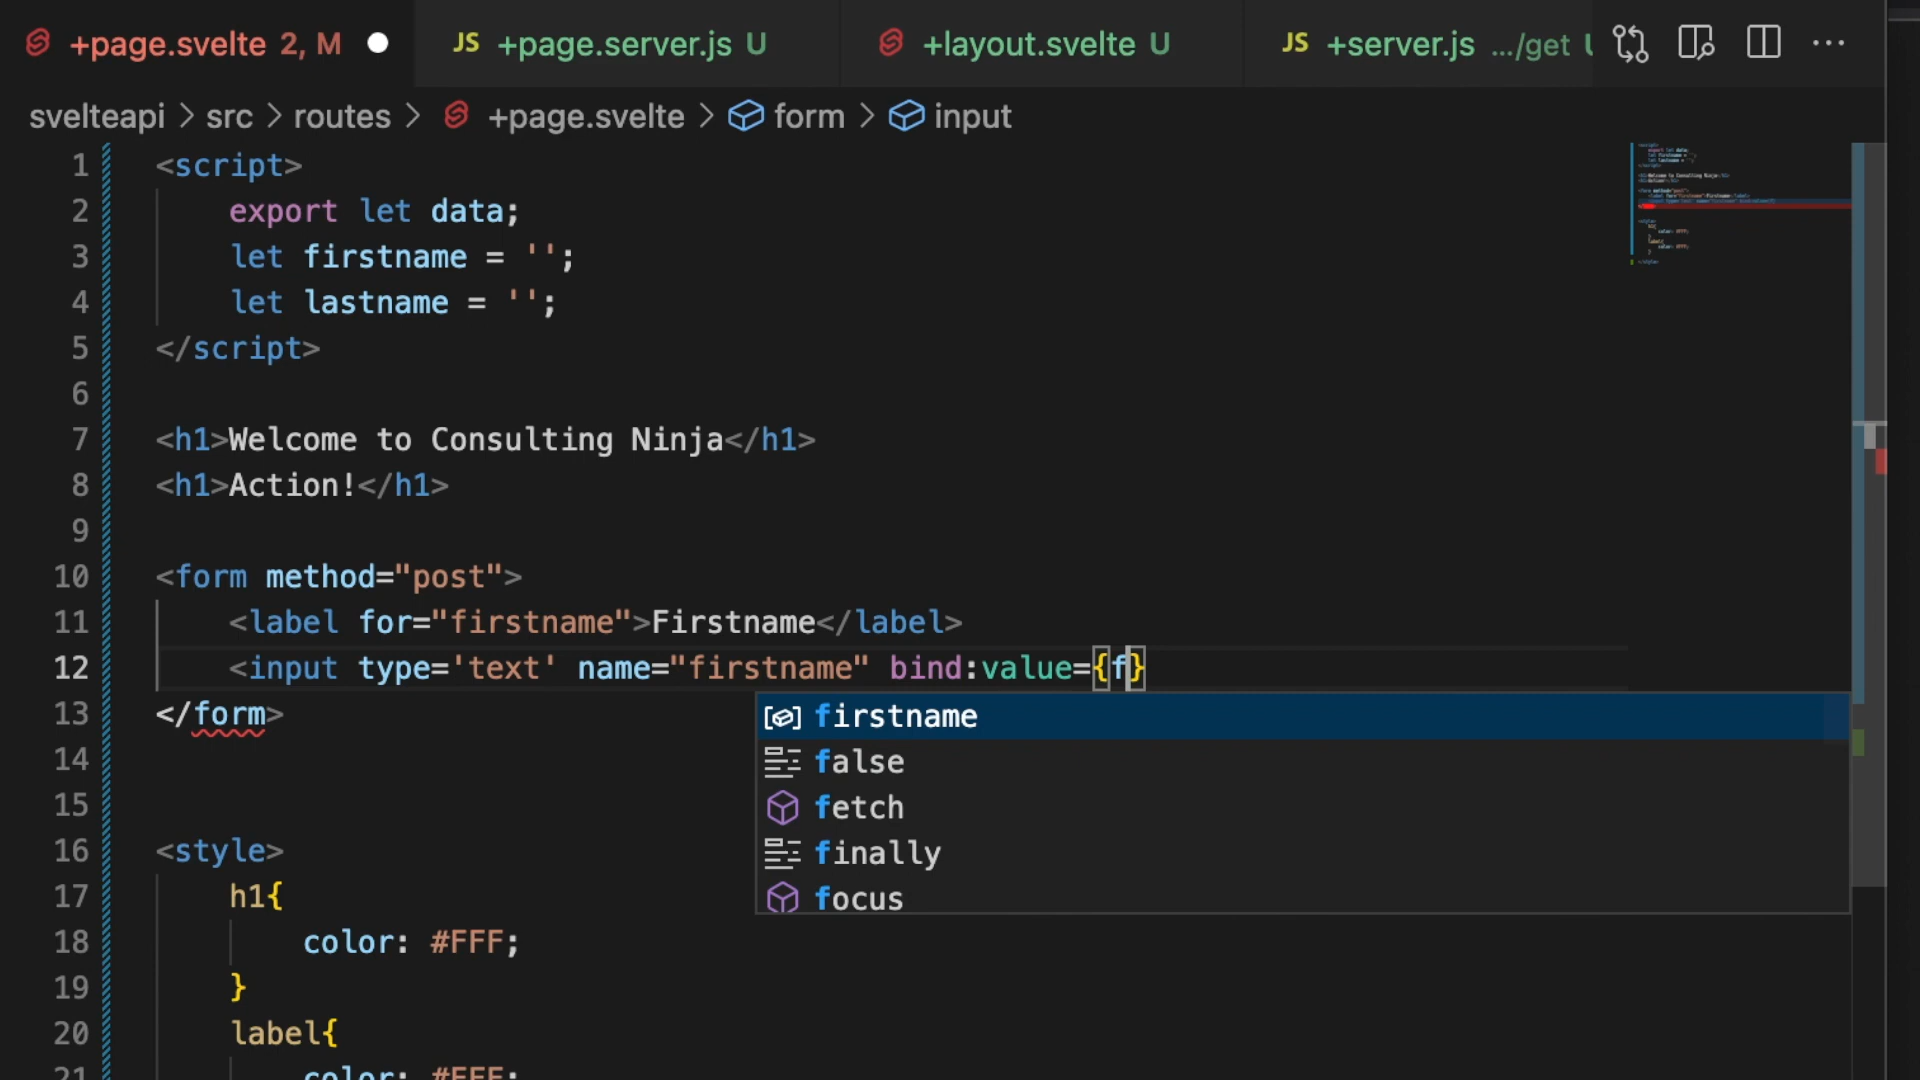 +page.svelte 2, M
JS +page.server.js U
+layout.svelte U
JS +server.js .../get
svelteapi > src > routes > +page.svelte > form > input
1 <script>
2 export let data;
3 let firstname = '';
4 let lastname = '';
5 </script>
6
7 <h1>Welcome to Consulting Ninja</h1>
8 <h1>Action!</h1>
9
10 <form method="post">
11 <label for="firstname">Firstname</label>
12 <input type='text' name="firstname" bind:value={f}
13 </form>
firstname
false
fetch
finally
focus
14
15
16 <style>
17 h1{
18 color: #FFF;
19 }
20 label{
21 color: #FFF;